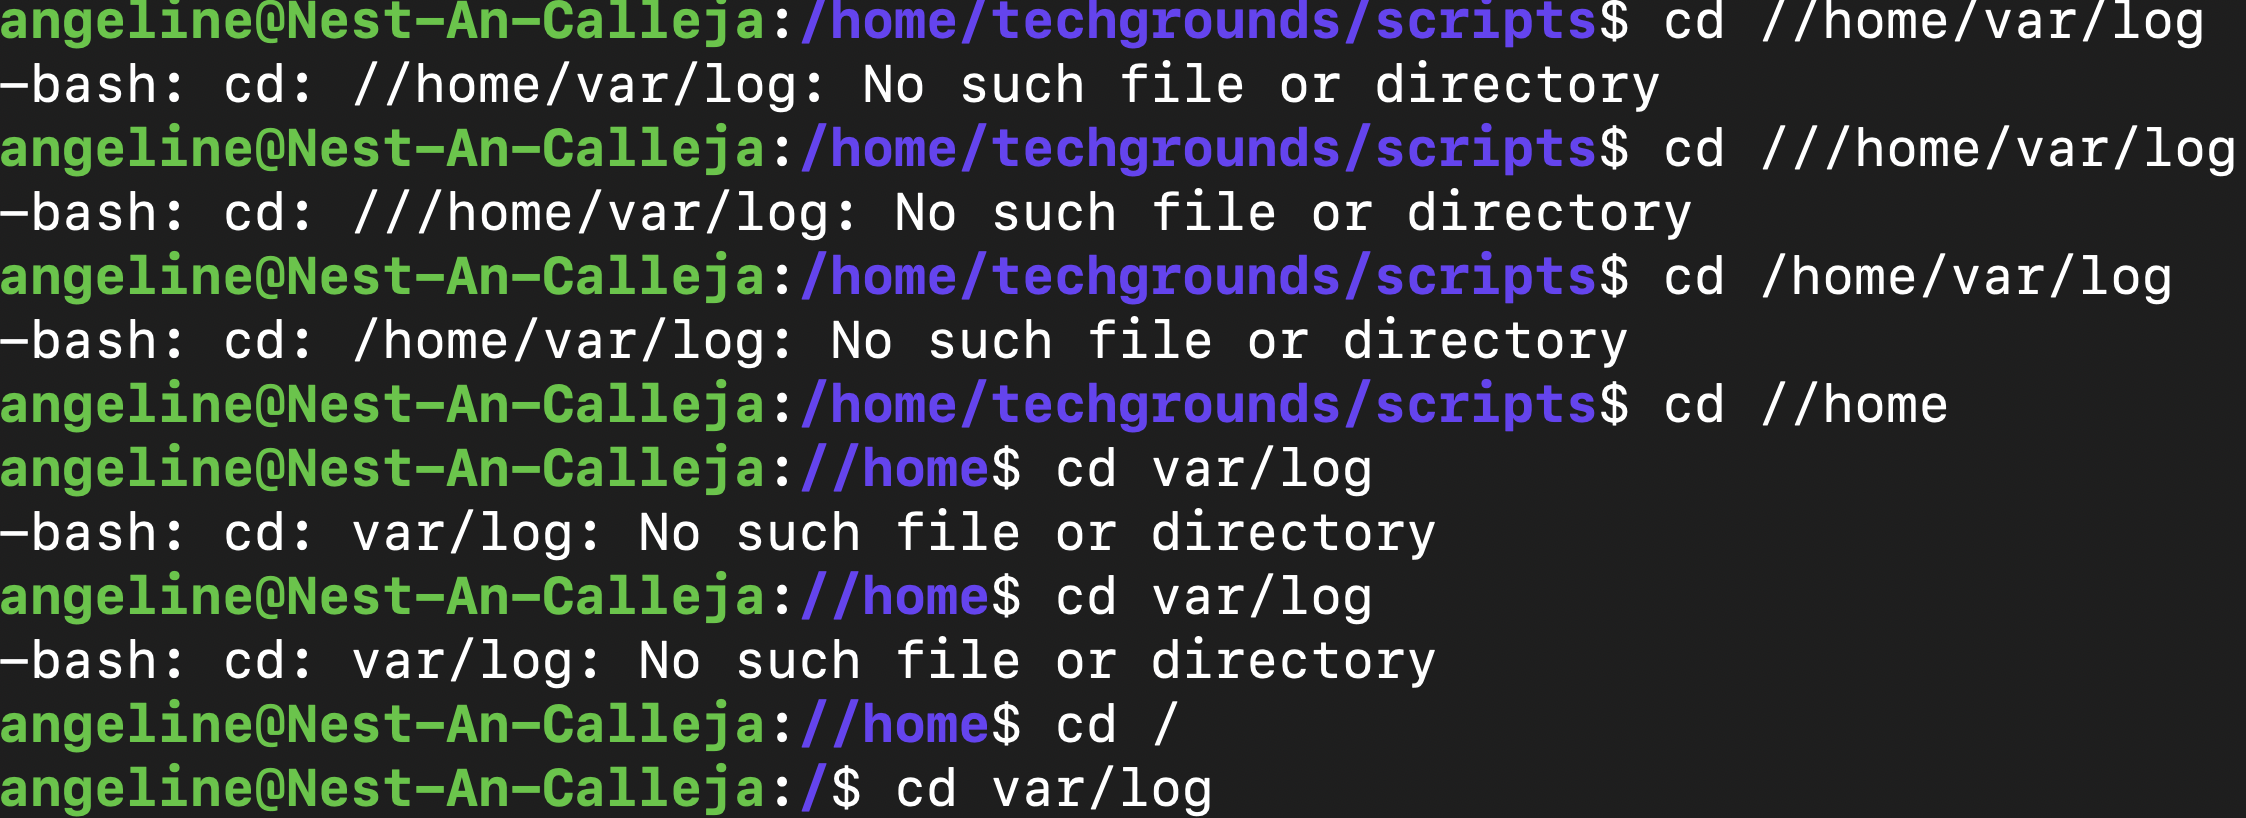 angeline@Nest-An-Calleja:/home/techgrounds/scripts$ cd //home/var/log
-bash: cd: //home/var/log: No such file or directory
angeline@Nest-An-Calleja:/home/techgrounds/scripts$ cd ///home/var/log
-bash: cd: ///home/var/log: No such file or directory
angeline@Nest-An-Calleja:/home/techgrounds/scripts$ cd /home/var/log
-bash: cd: /home/var/log: No such file or directory
angeline@Nest-An-Calleja:/home/techgrounds/scripts$ cd //home
angeline@Nest-An-Calleja://home$ cd var/log
-bash: cd: var/log: No such file or directory
angeline@Nest-An-Calleja://home$ cd var/log
-bash: cd: var/log: No such file or directory
angeline@Nest-An-Calleja://home$ cd /
angeline@Nest-An-Calleja:/$ cd var/log